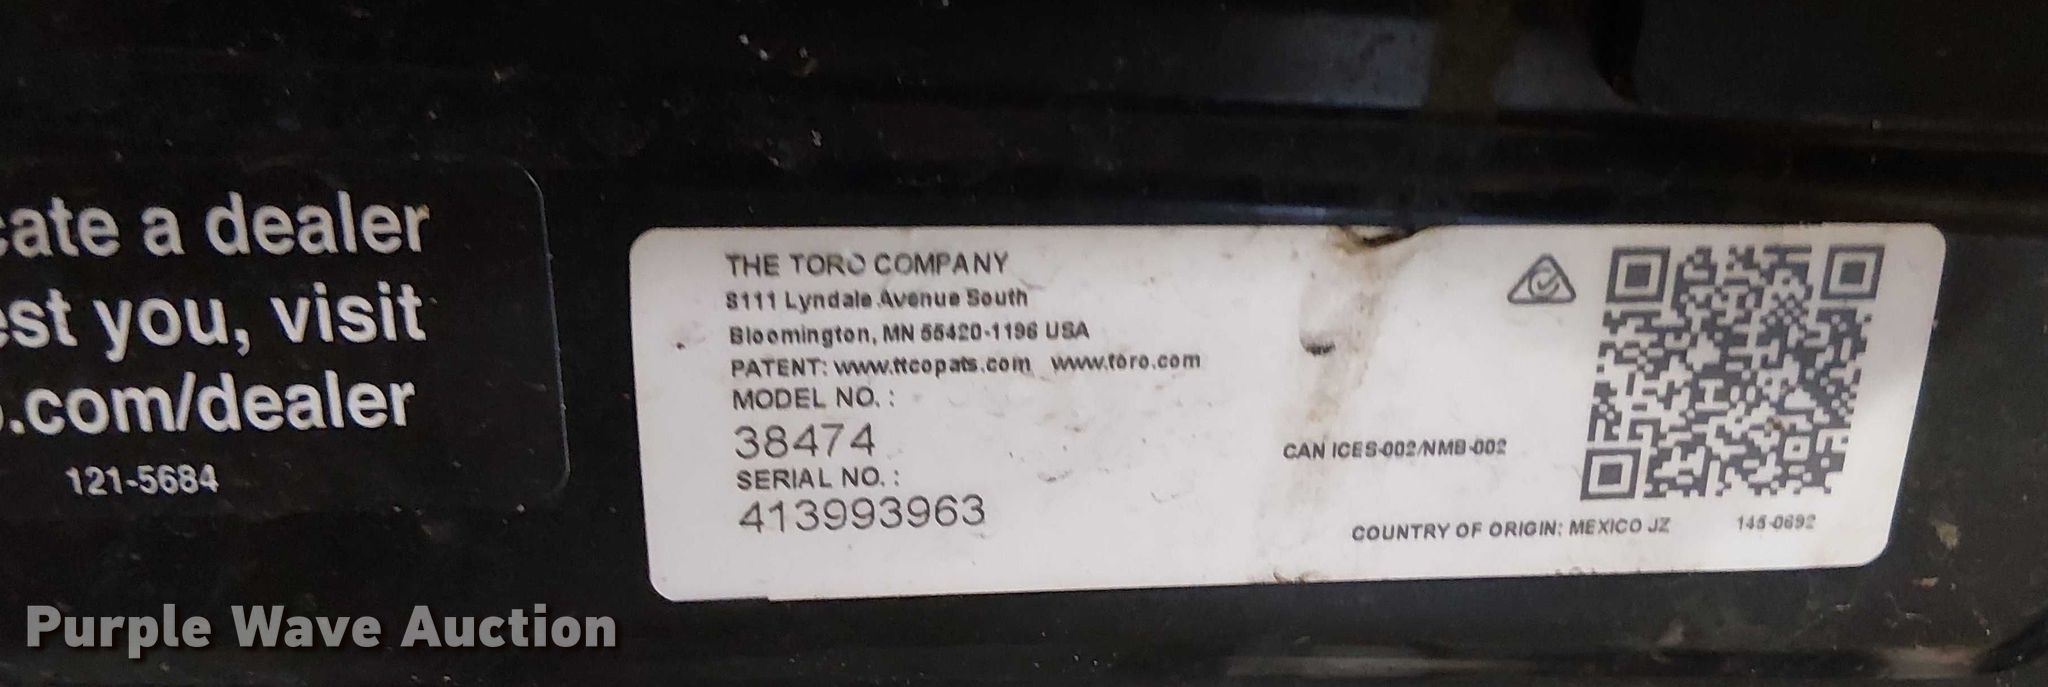 cate a dealer
est you, visit
.com/dealer
121-5684
THE TORO COMPANY
8111 Lyndale Avenue South
Bloomington, MN 55420-1196 USA
PATENT: www.ttcopats.com www.toro.com
MODEL NO. :
38474
SERIAL NO. :
413993963
CAN ICES-002/NMB-002
COUNTRY OF ORIGIN: MEXICO JZ
145-0692
Purple Wave Auction